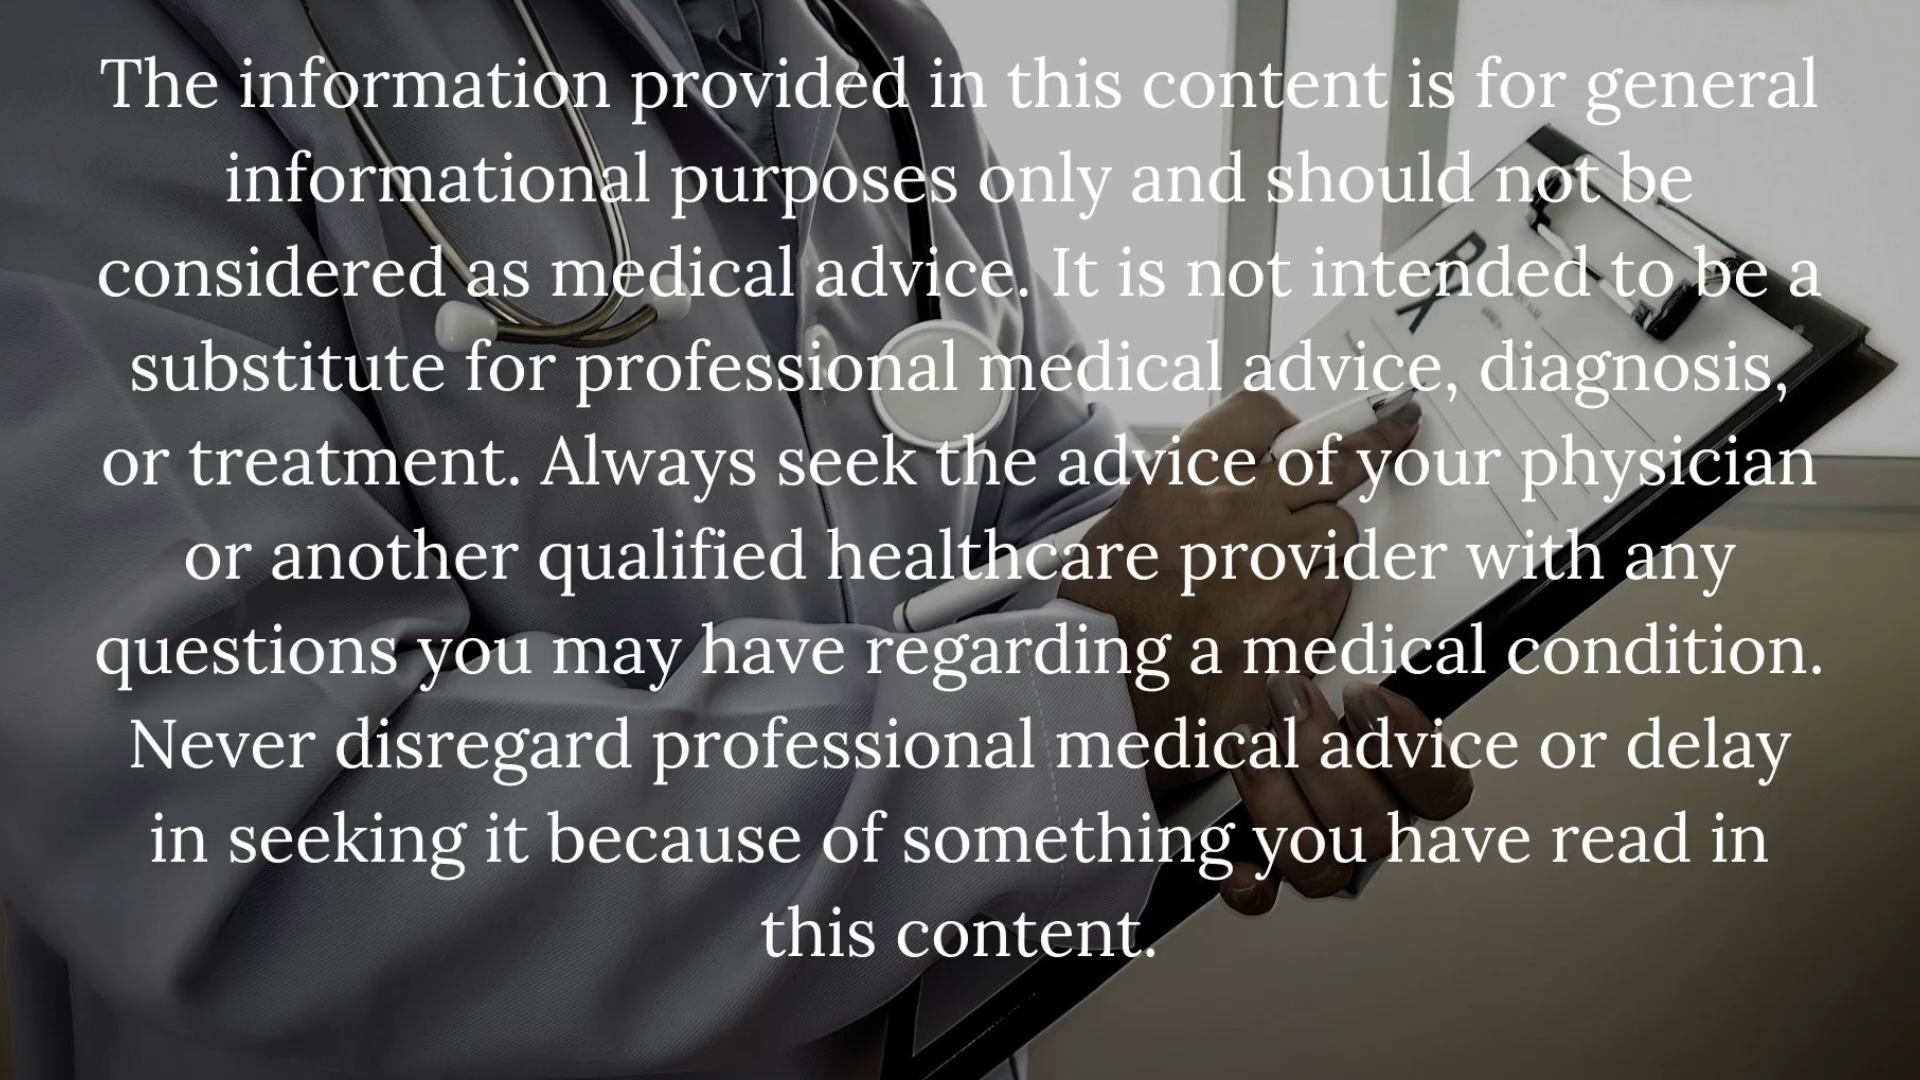 The information provided in this content is for general
informational purposes only and should not be
considered as medical advice. It is not intended to be a
substitute for professional medical advice, diagnosis,
or treatment. Always seek the advice of your physician
or another qualified healthcare provider with any
questions you may have regarding a medical condition.
Never disregard professional medical advice or delay
in seeking it because of something you have read in
this content.
RX